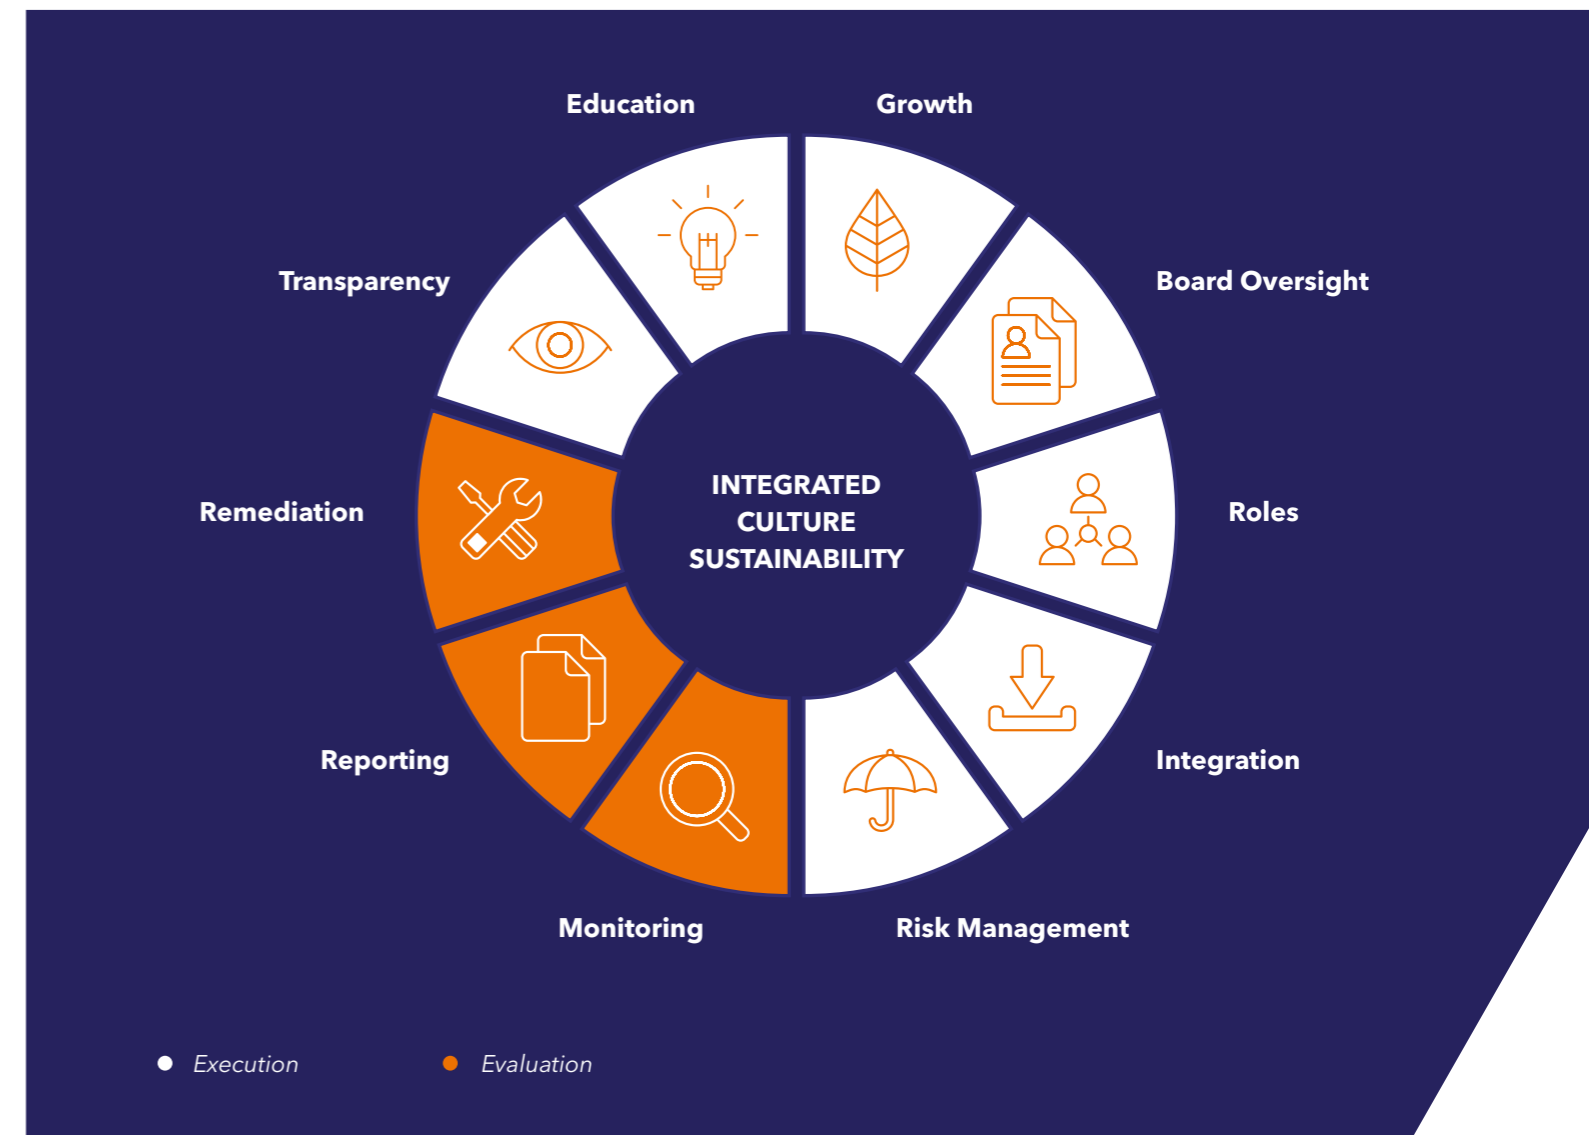 Education
Growth
Transparency
Board Oversight
INTEGRATED
CULTURE
SUSTAINABILITY
Remediation
Roles
Reporting
Integration
Monitoring
Risk Management
Execution
Evaluation